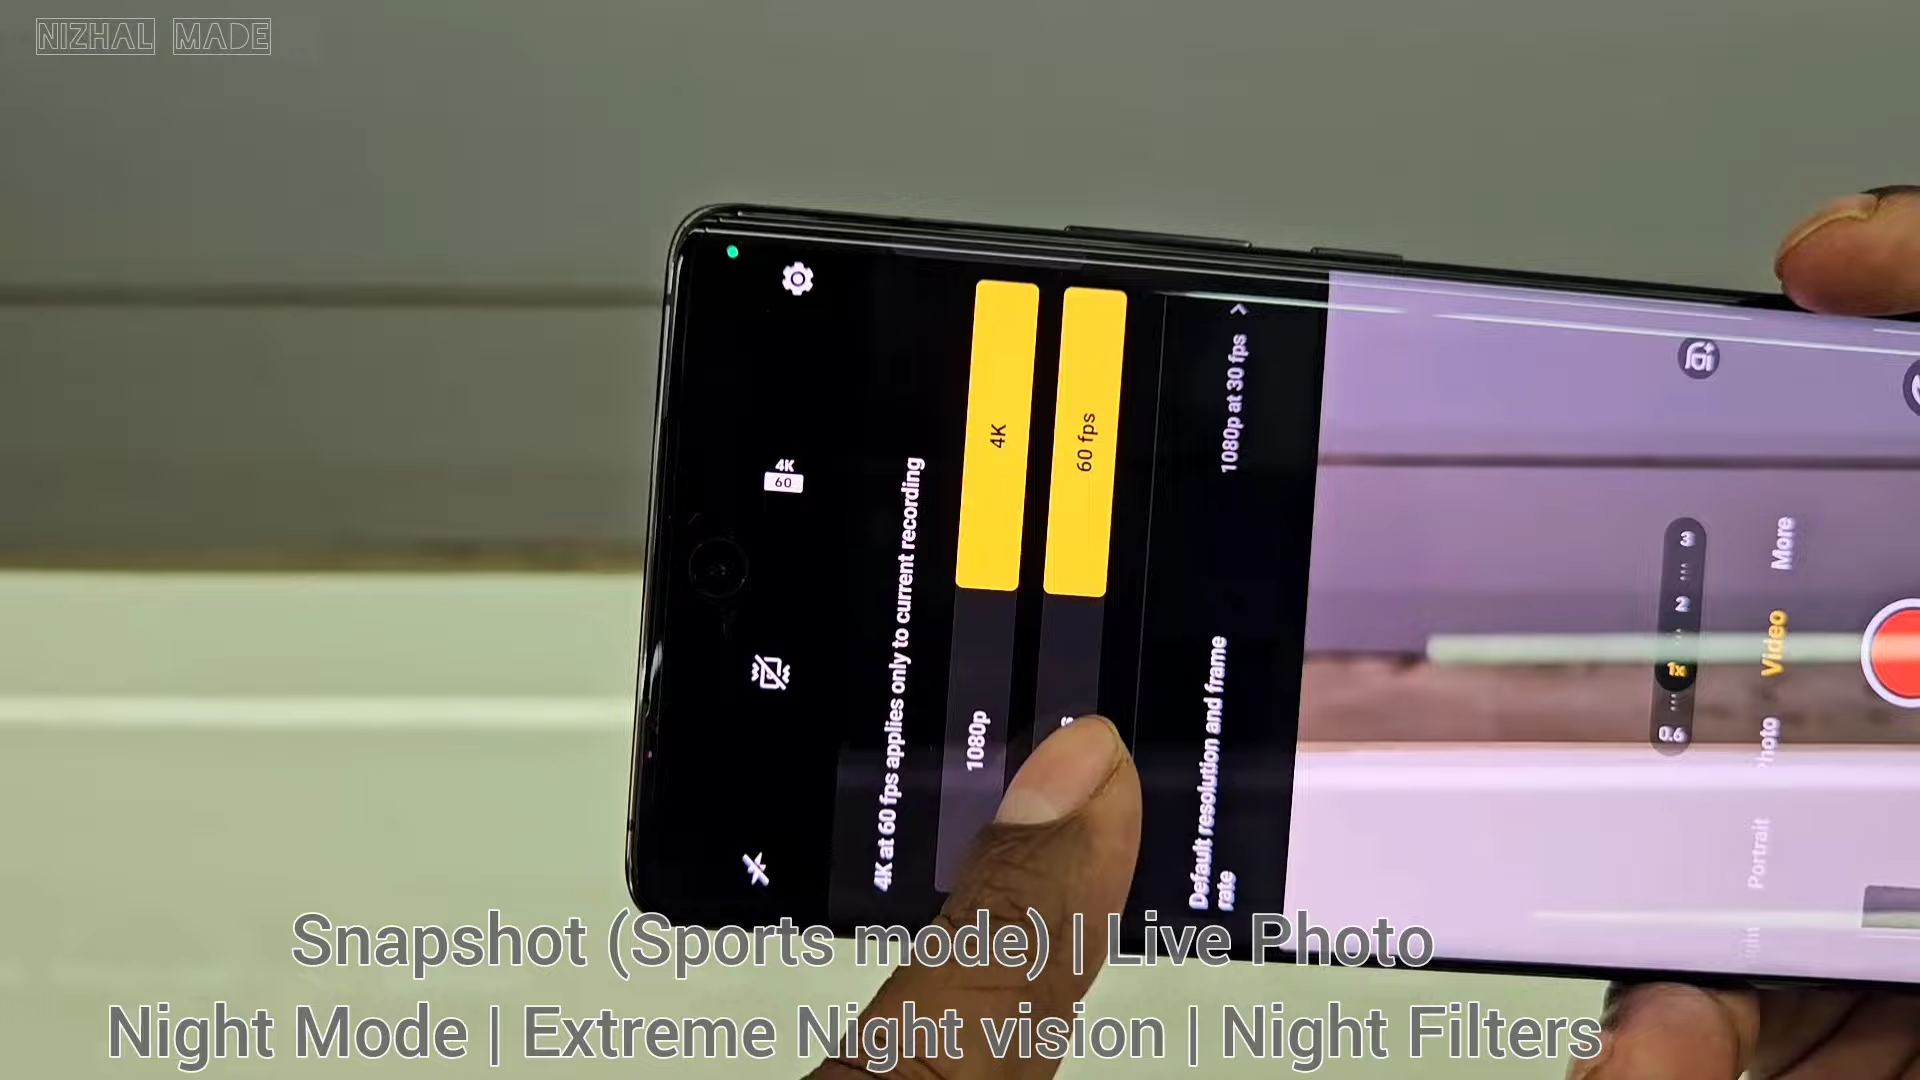 NIZHAL MADE
4K
60
4K at 60 fps applies only to current recording
1080p
4K
60 fps
Default resolution and frame
rate
1080p at 30 fps
0.6
1x
2
3
Portrait
Video
More
Snapshot (Sports mode) | Live Photo
Night Mode | Extreme Night vision | Night Filters